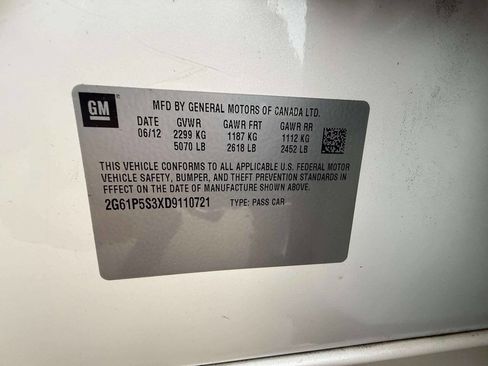 GM
MFD BY GENERAL MOTORS OF CANADA LTD.
DATE GVWR GAWR FRT GAWR RR
06/12 2299 KG 1187 KG 1112 KG
5070 LB 2618 LB 2452 LB
THIS VEHICLE CONFORMS TO ALL APPLICABLE U.S. FEDERAL MOTOR
VEHICLE SAFETY, BUMPER, AND THEFT PREVENTION STANDARDS IN
EFFECT ON THE DATE OF MANUFACTURE SHOWN ABOVE.
2G61P5S3XD9110721 TYPE: PASS CAR